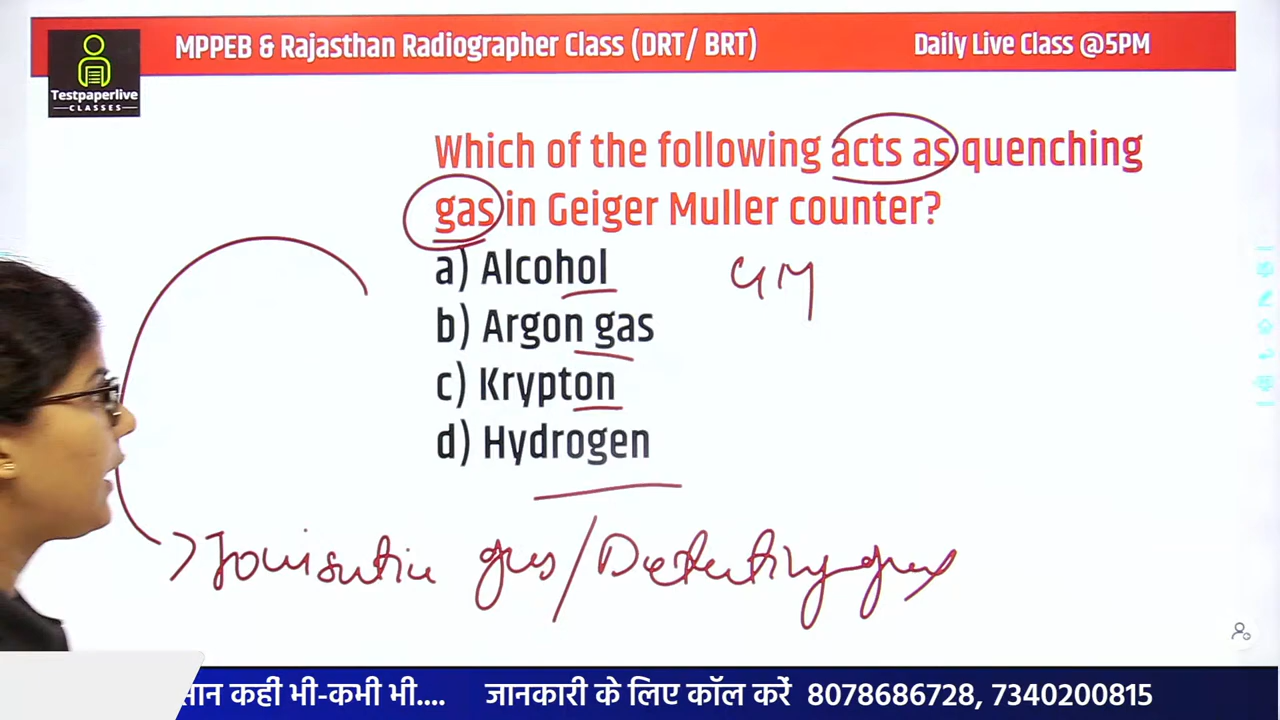 MPPEB & Rajasthan Radiographer Class (DRT/ BRT)
Daily Live Class @5PM
Testpaperlive
CLASSES
Which of the following acts as quenching
gas in Geiger Muller counter?
a) Alcohol
GM
b) Argon gas
c) Krypton
d) Hydrogen
Ionisation gas/Detecting gas
सान कहीं भी-कभी भी....
जानकारी के लिए कॉल करें 8078686728, 7340200815